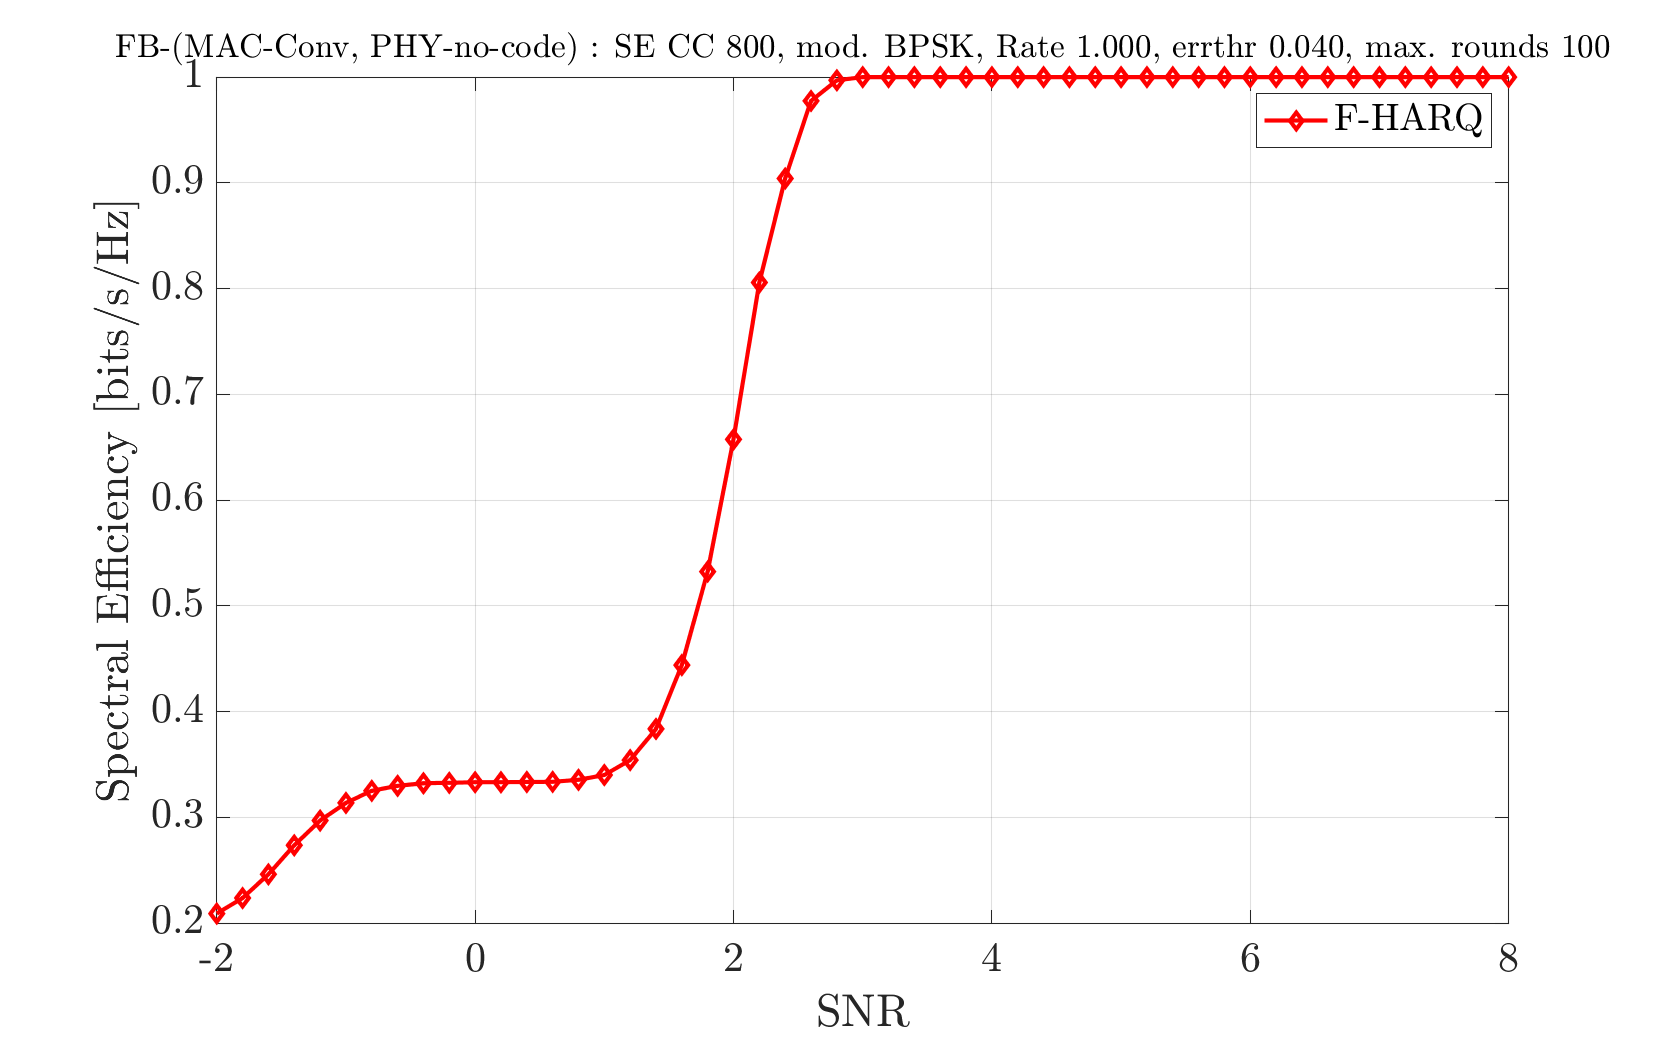 FB-(MAC-Conv, PHY-no-code) : SE CC 800, mod. BPSK, Rate 1.000, errthr 0.040, max. rounds 100
F-HARQ
Spectral Efficiency [bits/s/Hz]
1
0.9
0.8
0.7
0.6
0.5
0.4
0.3
0.2
-2 0 2 4 6 8
SNR